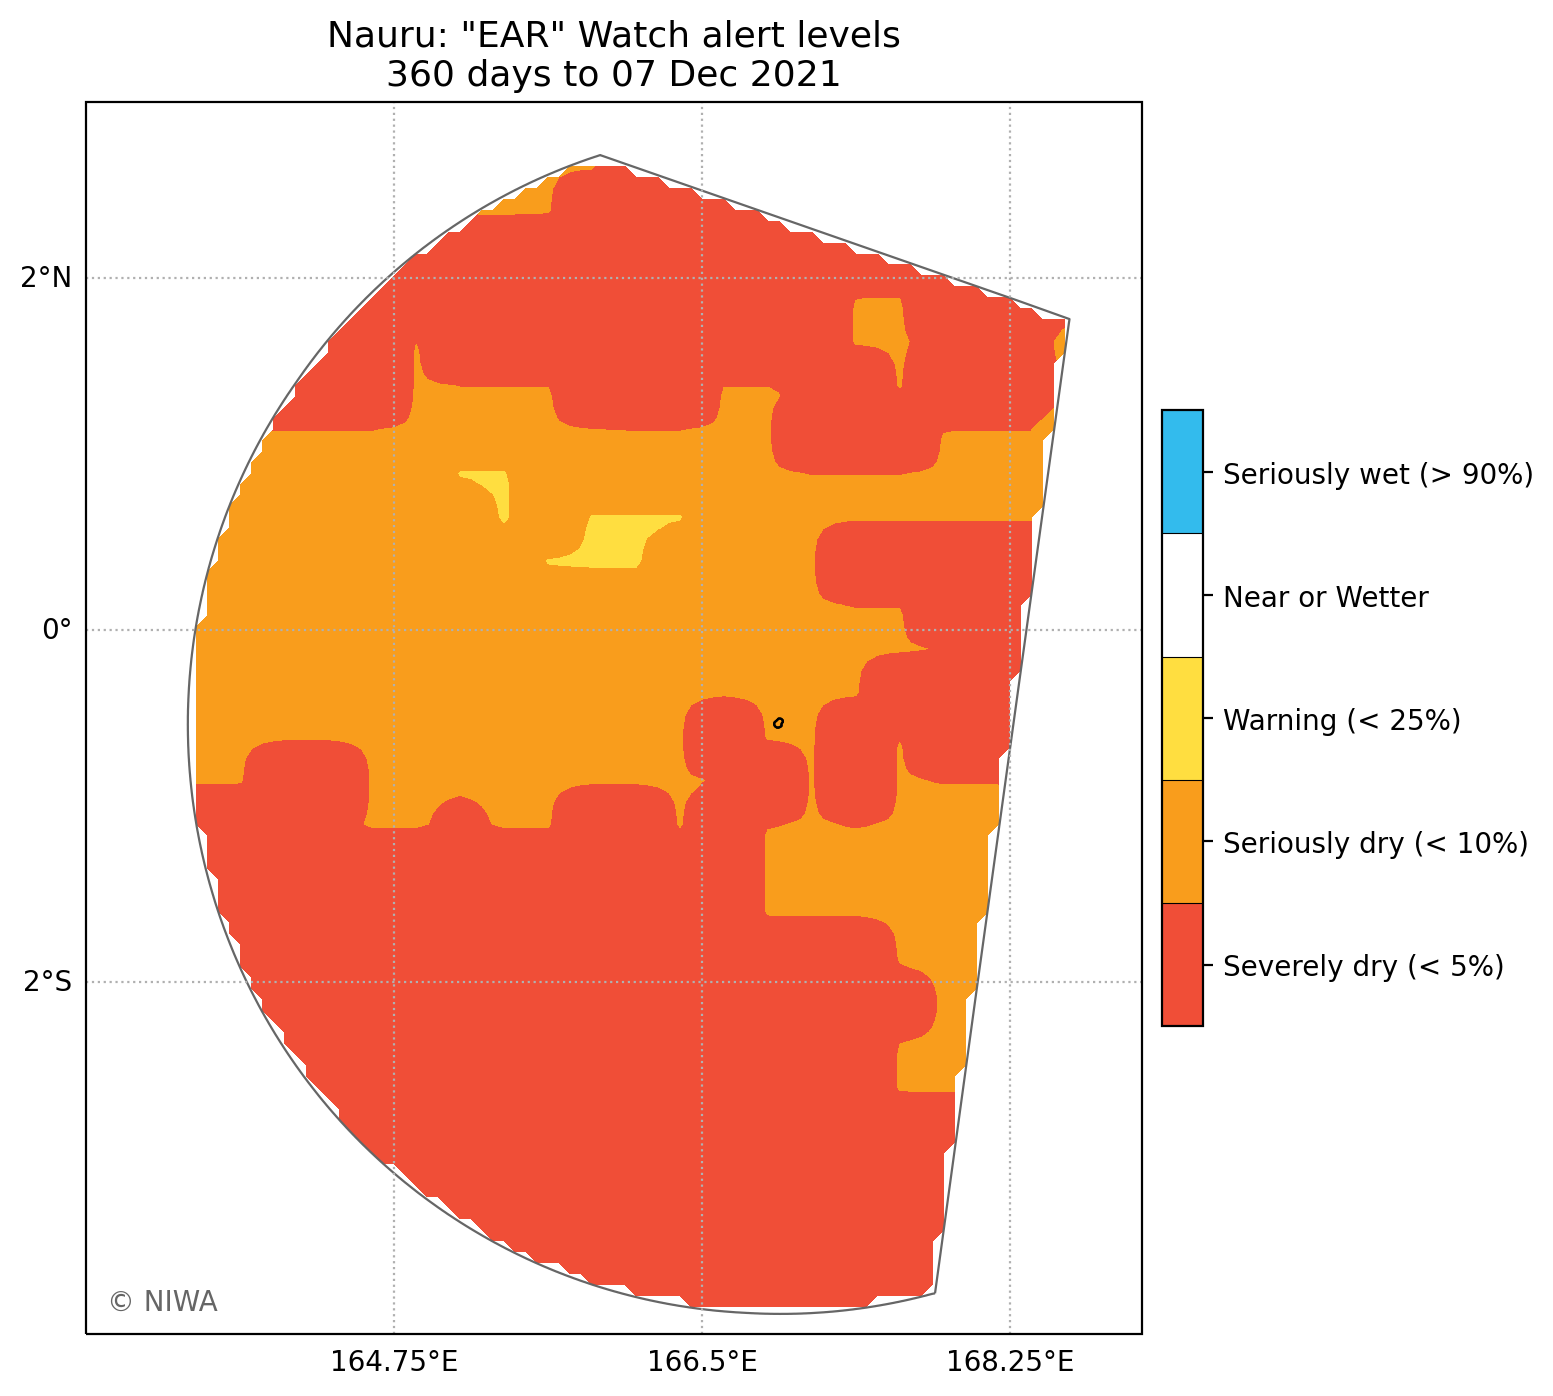 Nauru: "EAR" Watch alert levels
360 days to 07 Dec 2021
2°N
0°
2°S
164.75°E
166.5°E
168.25°E
© NIWA
Seriously wet (> 90%)
Near or Wetter
Warning (< 25%)
Seriously dry (< 10%)
Severely dry (< 5%)